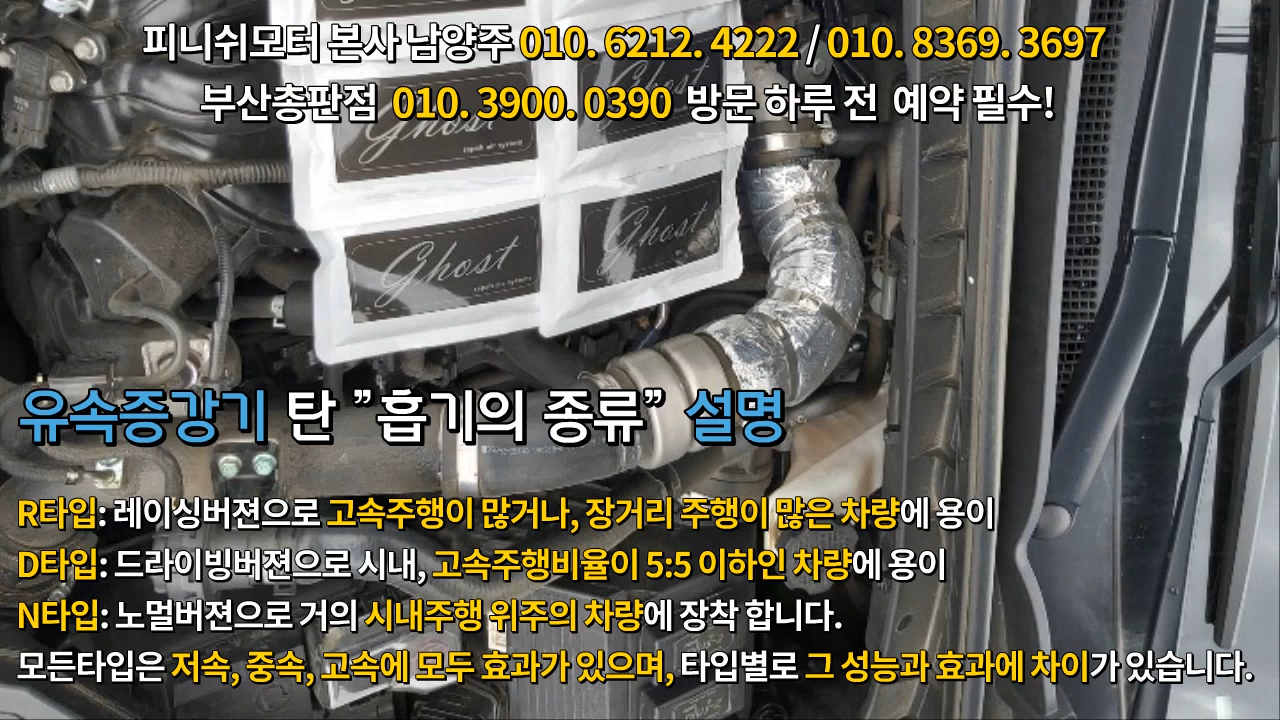 피니쉬모터 본사 남양주 010. 6212. 4222 / 010. 8369. 3697
부산총판점 010. 3900. 0390 방문 하루 전 예약 필수!
Ghost
Ghost
repair air system
Ghost
repair air system
Ghost
유속증강기 탄 "흡기의 종류" 설명
R타입: 레이싱버젼으로 고속주행이 많거나, 장거리 주행이 많은 차량에 용이
D타입: 드라이빙버젼으로 시내, 고속주행비율이 5:5 이하인 차량에 용이
N타입: 노멀버젼으로 거의 시내주행 위주의 차량에 장착 합니다.
모든타입은 저속, 중속, 고속에 모두 효과가 있으며, 타입별로 그 성능과 효과에 차이가 있습니다.